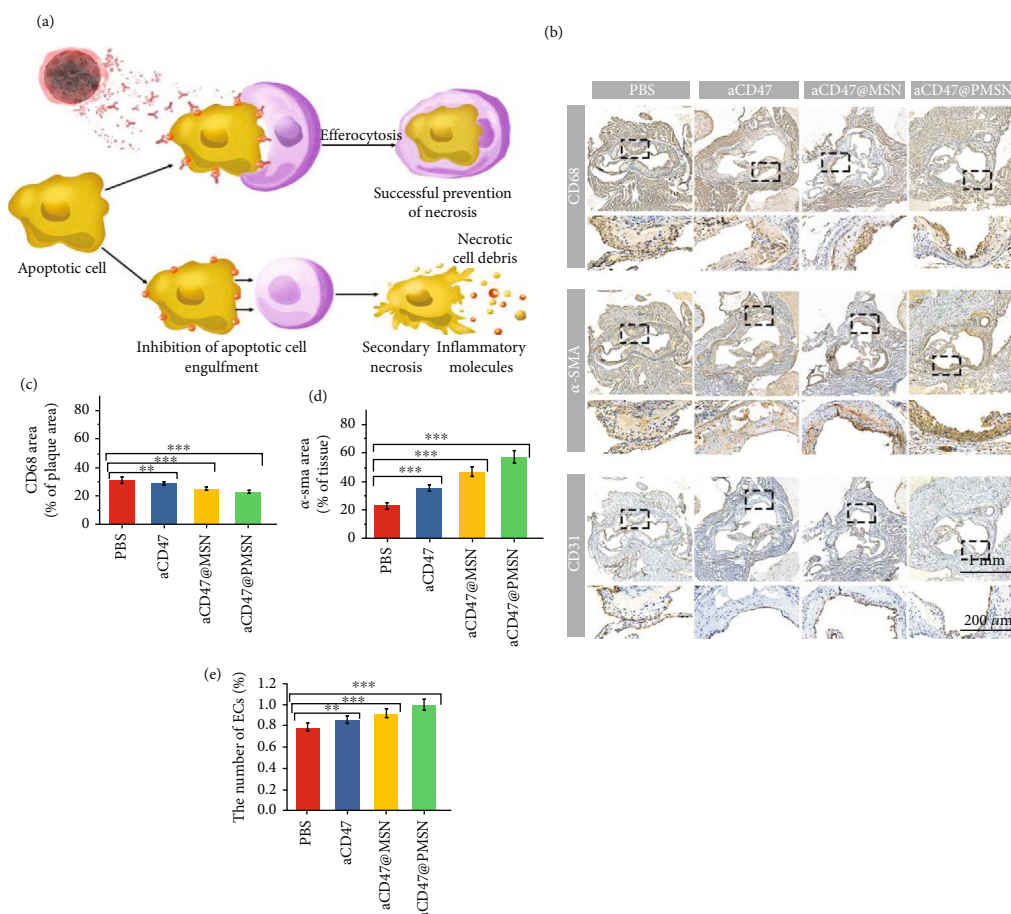 (a)
Efferocytosis
Successful prevention
of necrosis
Apoptotic cell
Necrotic
cell debris
Inhibition of apoptotic cell
engulfment
Secondary
necrosis
Inflammatory
molecules
(b)
PBS
aCD47
aCD47@MSN
aCD47@PMSN
CD68
α-SMA
CD31
1 mm
200 μm
(c)
CD68 area
(% of plaque area)
80
60
40
20
0
***
***
**
PBS
aCD47
aCD47@MSN
aCD47@PMSN
(d)
α-sma area
(% of tissue)
100
80
60
40
20
0
***
***
***
PBS
aCD47
aCD47@MSN
aCD47@PMSN
(e)
The number of ECs (%)
1.2
1.0
0.8
0.6
0.4
0.2
0.0
***
***
**
PBS
aCD47
aCD47@MSN
aCD47@PMSN